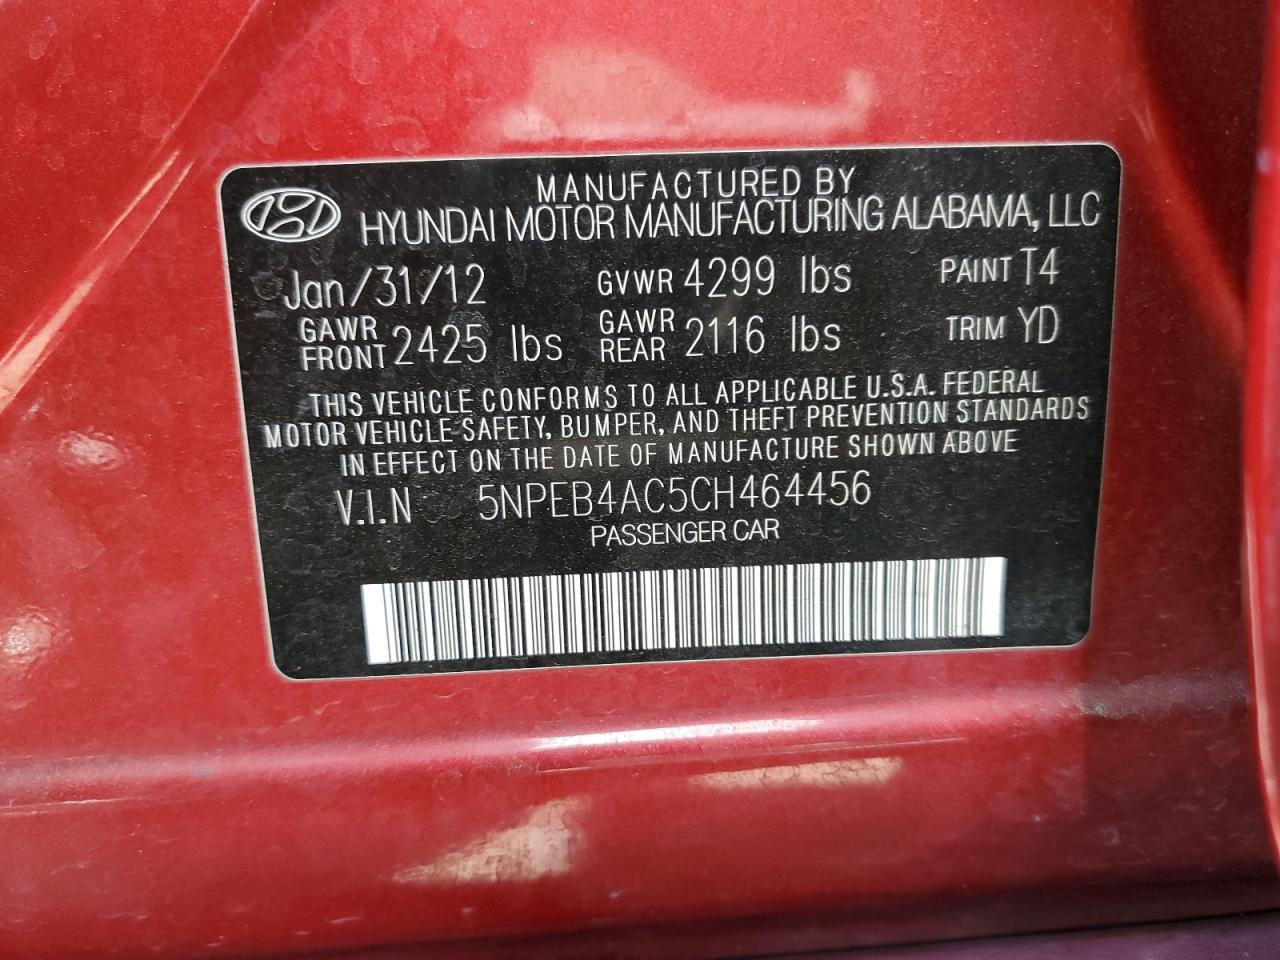 MANUFACTURED BY
HYUNDAI MOTOR MANUFACTURING ALABAMA, LLC
Jan/31/12 GVWR 4299 lbs PAINT T4
GAWR FRONT 2425 lbs GAWR REAR 2116 lbs TRIM YD
THIS VEHICLE CONFORMS TO ALL APPLICABLE U.S.A. FEDERAL
MOTOR VEHICLE SAFETY, BUMPER, AND THEFT PREVENTION STANDARDS
IN EFFECT ON THE DATE OF MANUFACTURE SHOWN ABOVE
V.I.N 5NPEB4AC5CH464456
PASSENGER CAR